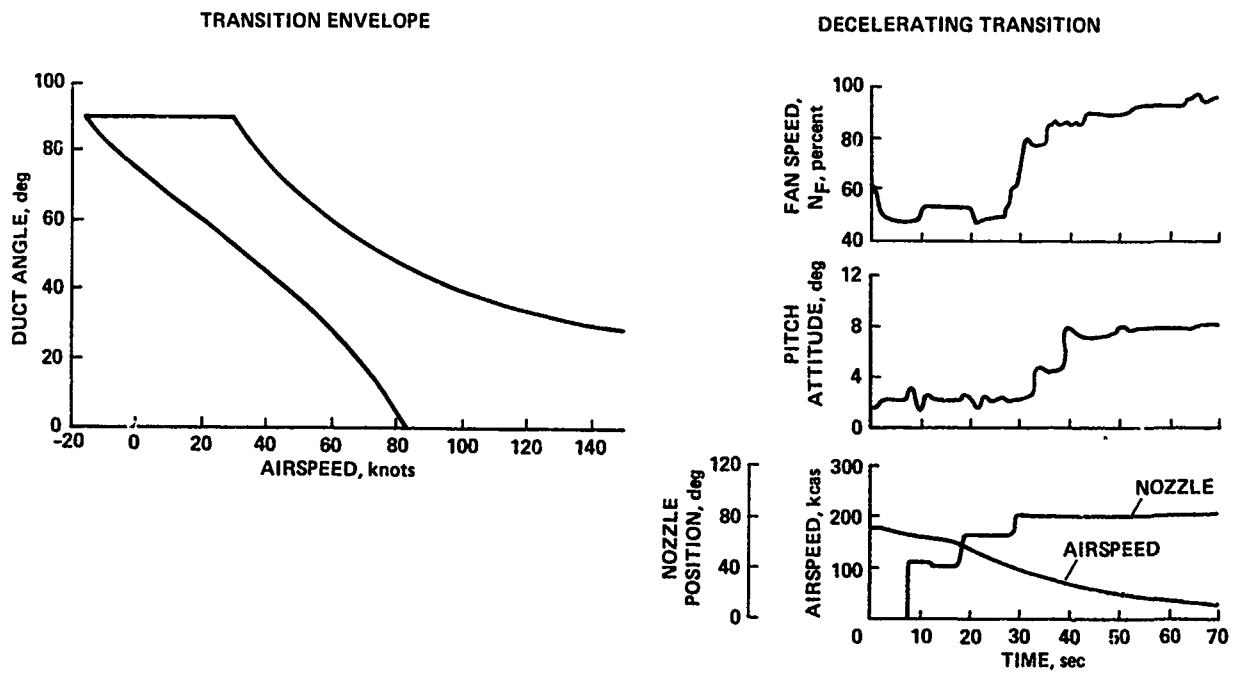 TRANSITION ENVELOPE
100
80
60
40
20
0
DUCT ANGLE, deg
-20 0 20 40 60 80 100 120 140
AIRSPEED, knots
DECELERATING TRANSITION
100
80
60
40
FAN SPEED,
NF, percent
12
8
4
0
PITCH
ATTITUDE, deg
120
80
40
0
NOZZLE
POSITION, deg
300
200
100
AIRSPEED, kcas
NOZZLE
AIRSPEED
0 10 20 30 40 50 60 70
TIME, sec